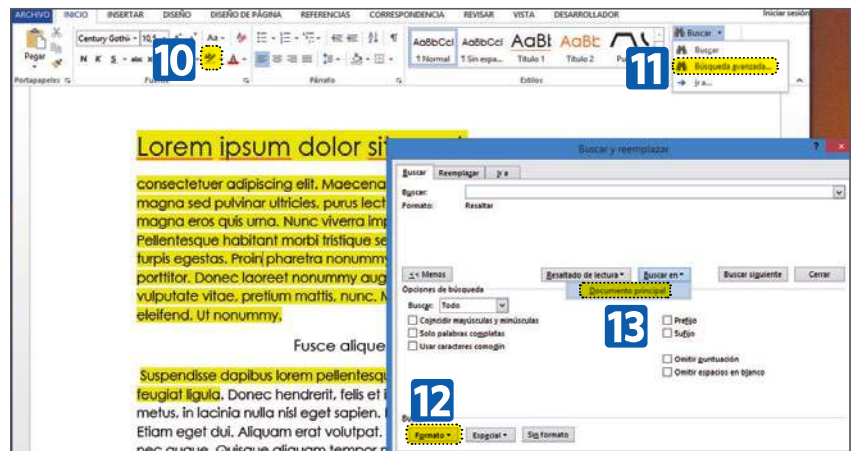 ARCHIVO INICIO INSERTAR DISEÑO DISEÑO DE PÁGINA REFERENCIAS CORRESPONDENCIA REVISAR VISTA DESARROLLADOR Iniciar sesión
Century Gothi 10,5 Aa
Pegar
N K S abc A
AaBbCcI AaBbCcI AaBl AaBb
1 Normal 1 Sin espa... Título 1 Título 2
Portapapeles Párrafo Estilos
Buscar
Buscar
Búsqueda avanzada...
Ir a...
10
11
Lorem ipsum dolor sit
consectetuer adipiscing elit. Maecena
magna sed pulvinar ultricies, purus lect
magna eros quis urna. Nunc viverra imp
Pellentesque habitant morbi tristique se
turpis egestas. Proin pharetra nonummy
porttitor. Donec laoreet nonummy aug
vulputate vitae, pretium mattis, nunc. M
eleifend. Ut nonummy.
Fusce alique
Suspendisse dapibus lorem pellentesqu
feugiat ligula. Donec hendrerit, felis et i
metus, in lacinia nulla nisl eget sapien.
Etiam eget dui. Aliquam erat volutpat.
nec augue. Quisque aliquam tempor m
Buscar y reemplazar
? x
Buscar Reemplazar Ir a
Buscar:
Formato: Resaltar
<< Menos Resaltado de lectura Buscar en Buscar siguiente Cerrar
Documento principal
Opciones de búsqueda
Buscar: Todo
Coincidir mayúsculas y minúsculas
Solo palabras completas
Usar caracteres comodín
Prefijo
Sufijo
Omitir puntuación
Omitir espacios en blanco
13
12
Formato Especial Sin formato